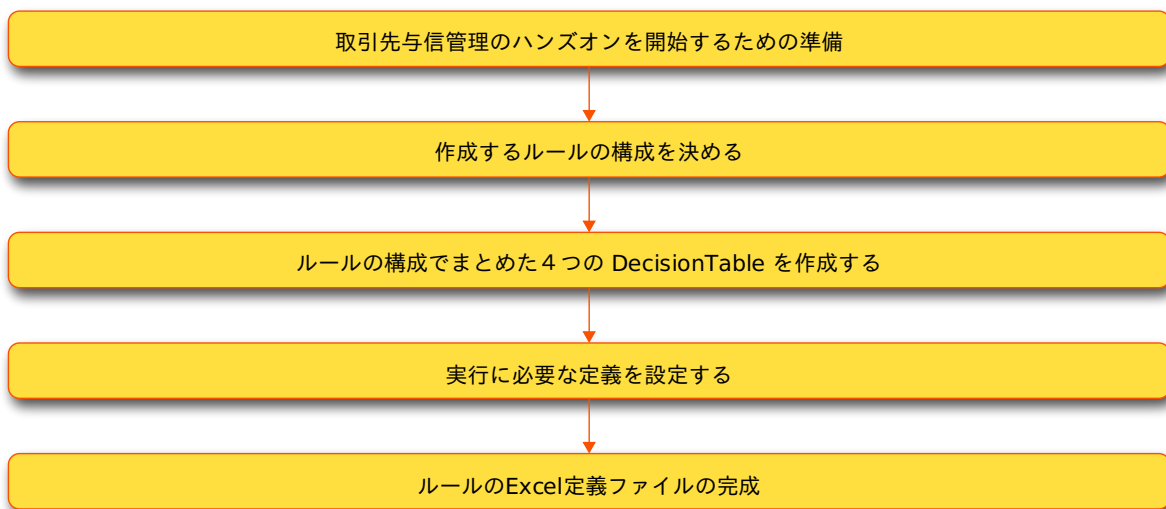 取引先与信管理のハンズオンを開始するための準備
作成するルールの構成を決める
ルールの構成でまとめた４つの DecisionTable を作成する
実行に必要な定義を設定する
ルールのExcel定義ファイルの完成